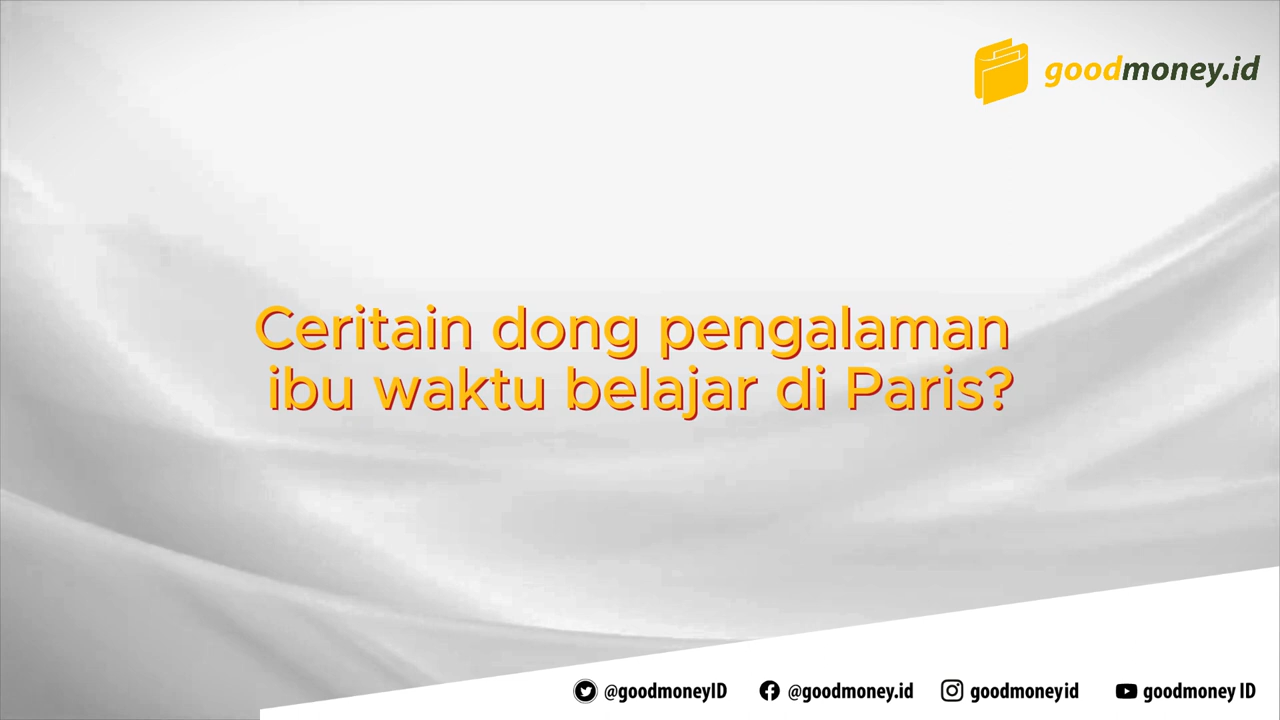 goodmoney.id
Ceritain dong pengalaman
ibu waktu belajar di Paris?
@goodmoneyID @goodmoney.id goodmoneyid goodmoney ID